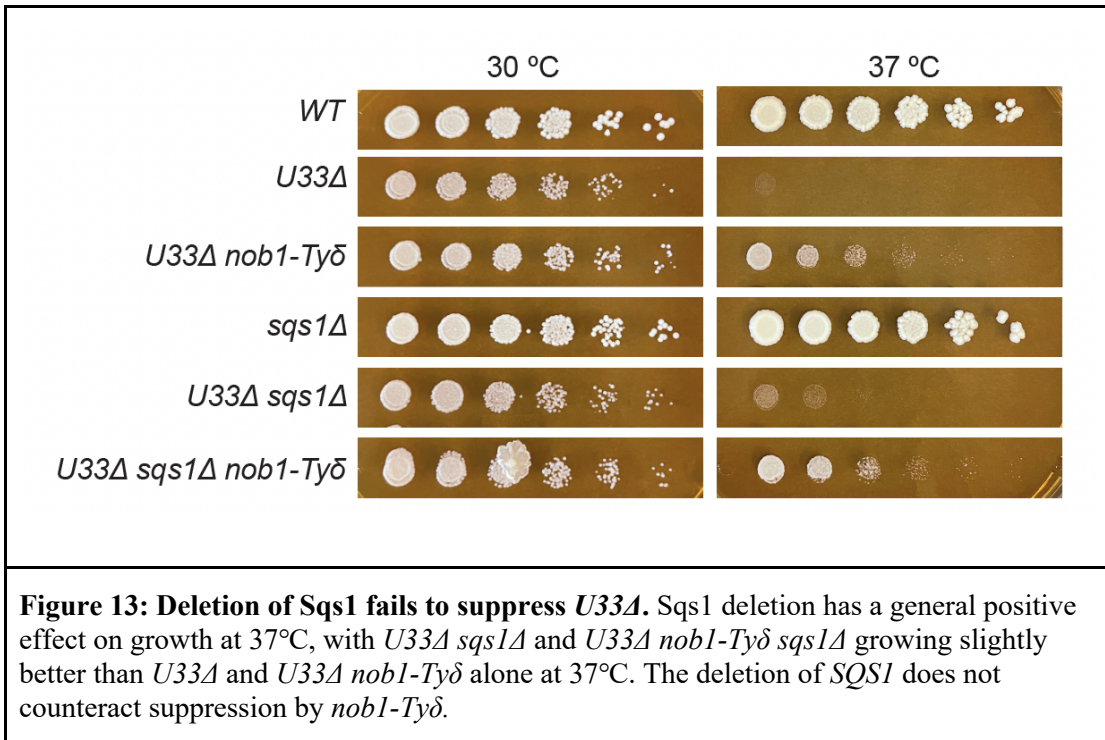 30 ºC
37 ºC
WT
U33Δ
U33Δ nob1-Tyδ
sqs1Δ
U33Δ sqs1Δ
U33Δ sqs1Δ nob1-Tyδ
Figure 13: Deletion of Sqs1 fails to suppress U33Δ. Sqs1 deletion has a general positive
effect on growth at 37℃, with U33Δ sqs1Δ and U33Δ nob1-Tyδ sqs1Δ growing slightly
better than U33Δ and U33Δ nob1-Tyδ alone at 37℃. The deletion of SQS1 does not
counteract suppression by nob1-Tyδ.